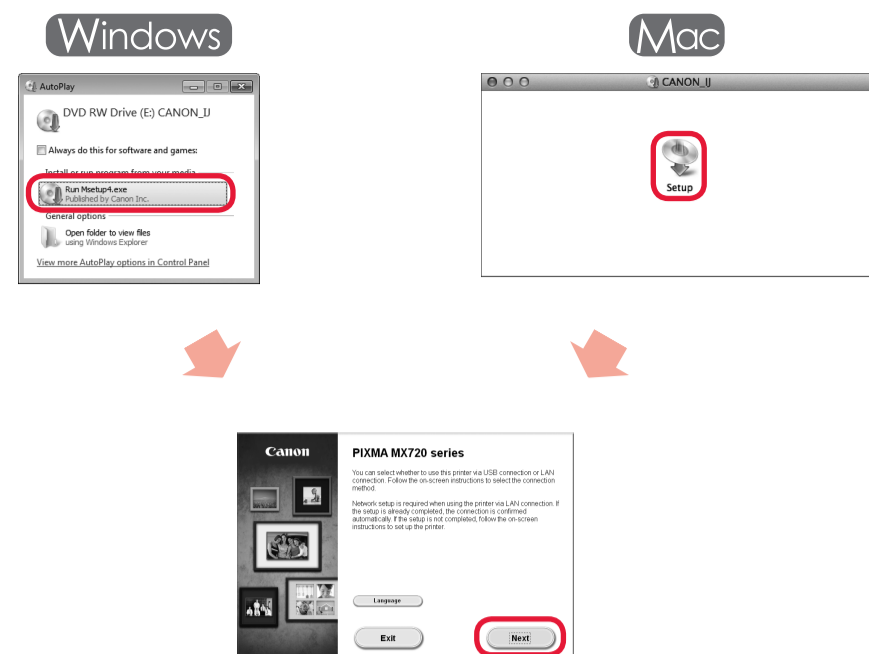 Windows
Mac
AutoPlay
DVD RW Drive (E:) CANON_IJ
Always do this for software and games:
Install or run program from your media
Run Msetup4.exe
Published by Canon Inc.
General options
Open folder to view files
using Windows Explorer
View more AutoPlay options in Control Panel
CANON_IJ
Setup
Canon
PIXMA MX720 series
You can select whether to use this printer via USB connection or LAN
connection. Follow the on-screen instructions to select the connection
method.
Network setup is required when using the printer via LAN connection. If
the setup is already completed, the connection is confirmed
automatically. If the setup is not completed, follow the on-screen
instructions to set up the printer.
Language
Exit
Next